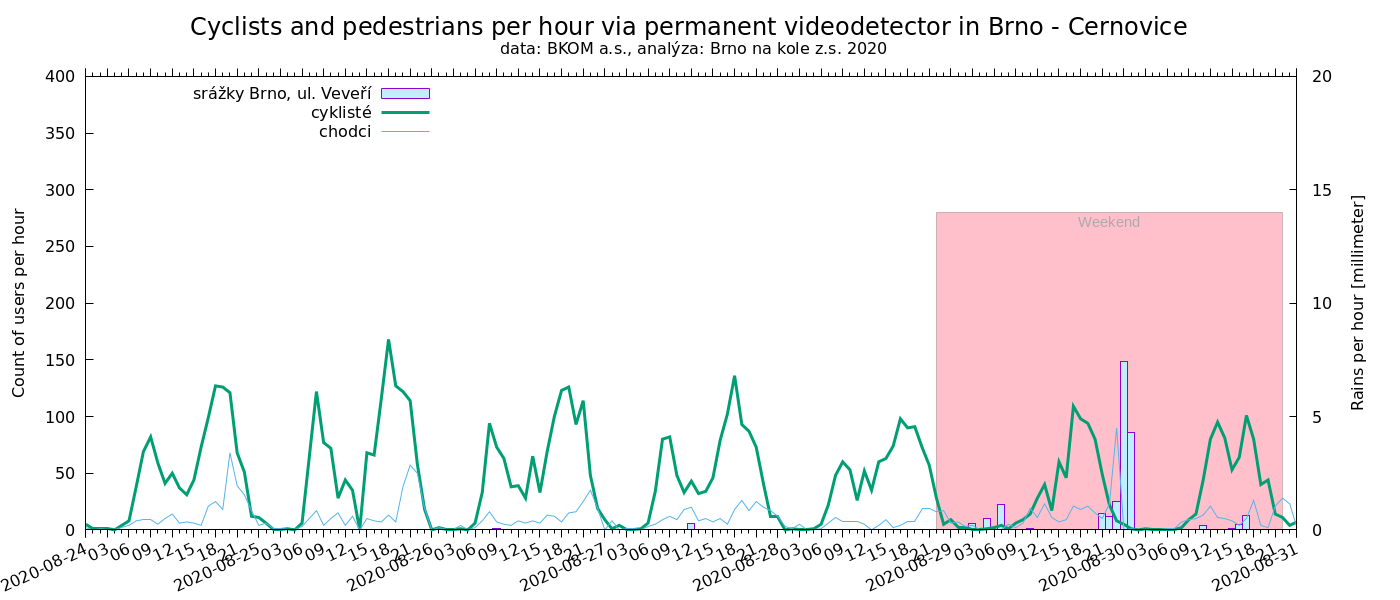 Cyclists and pedestrians per hour via permanent videodetector in Brno - Cernovice
data: BKOM a.s., analýza: Brno na kole z.s. 2020
srážky Brno, ul. Veveří
cyklisté
chodci
Weekend
Count of users per hour
400
350
300
250
200
150
100
50
0
Rains per hour [millimeter]
20
15
10
5
0
2020-08-24 03 06 09 12 15 18 21 2020-08-25 03 06 09 12 15 18 21 2020-08-26 03 06 09 12 15 18 21 2020-08-27 03 06 09 12 15 18 21 2020-08-28 03 06 09 12 15 18 21 2020-08-29 03 06 09 12 15 18 21 2020-08-30 03 06 09 12 15 18 21 2020-08-31